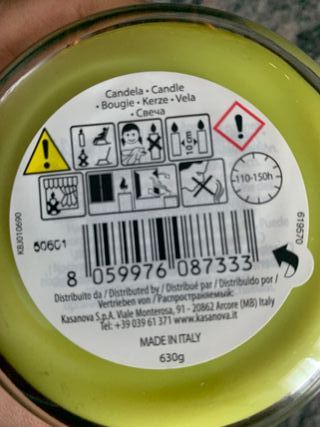 Candela • Candle
• Bougie • Kerze • Vela
• Свеча
10 cm
110-150h
KBJ010690
60601
619570
8 059976 087333
Distribuito da / Distributed by / Distribué par / Distribuido por /
Vertrieben von / Распространяемый:
Kasanova S.p.A. Viale Monterosa, 91 - 20862 Arcore (MB) Italy
Tel: +39 039 61 371 www.kasanova.it
MADE IN ITALY
630g